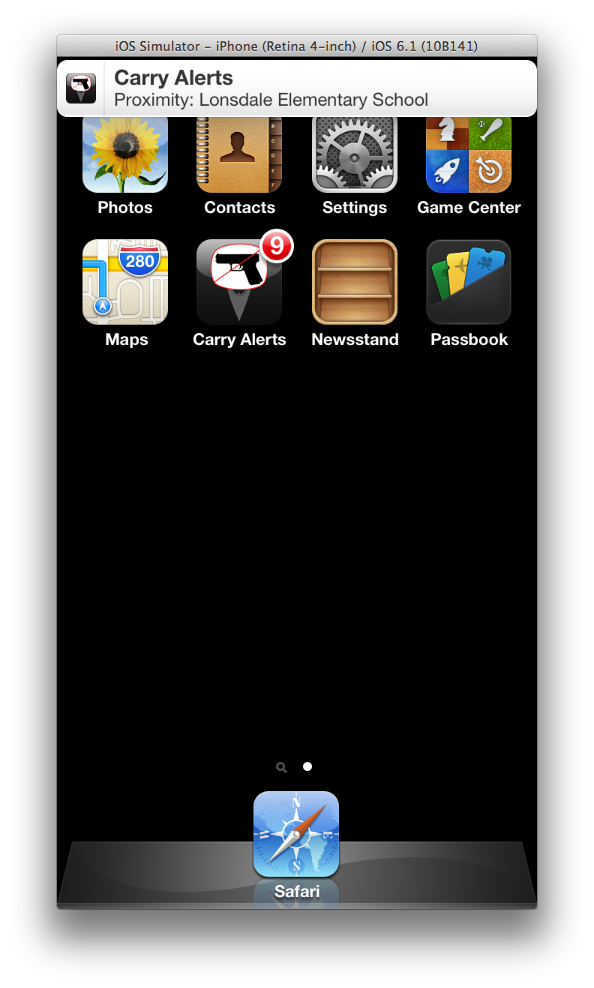 iOS Simulator - iPhone (Retina 4-inch) / iOS 6.1 (10B141)
Carry Alerts
Proximity: Lonsdale Elementary School
Photos
Contacts
Settings
Game Center
280
9
Maps
Carry Alerts
Newsstand
Passbook
N
W
E
S
Safari